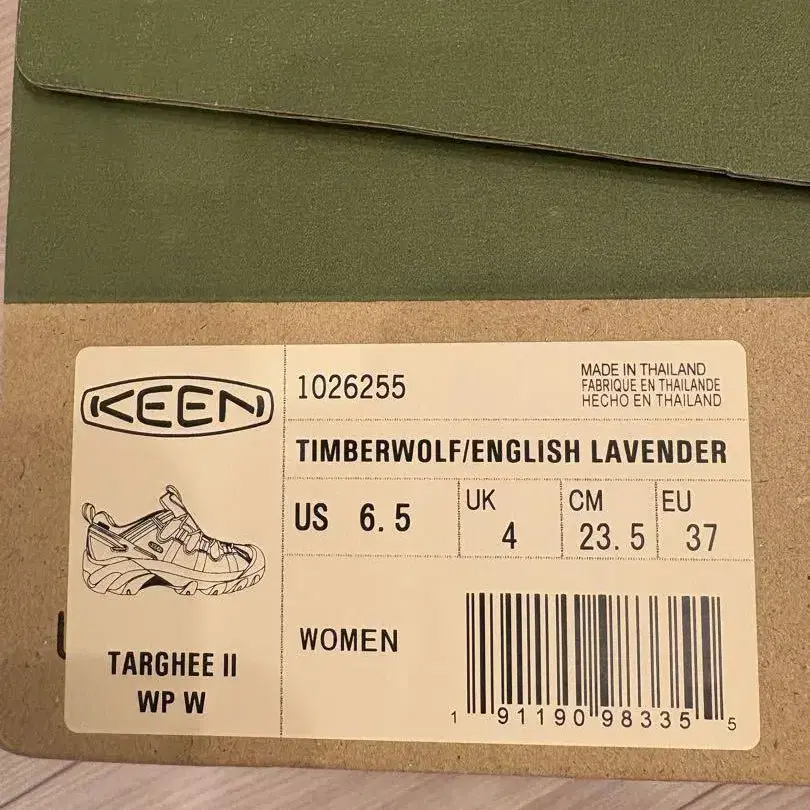 KEEN
1026255
MADE IN THAILAND
FABRIQUE EN THAILANDE
HECHO EN THAILAND
TIMBERWOLF/ENGLISH LAVENDER
US 6.5
UK 4
CM 23.5
EU 37
TARGHEE II
WP W
WOMEN
1 91190 98335 5